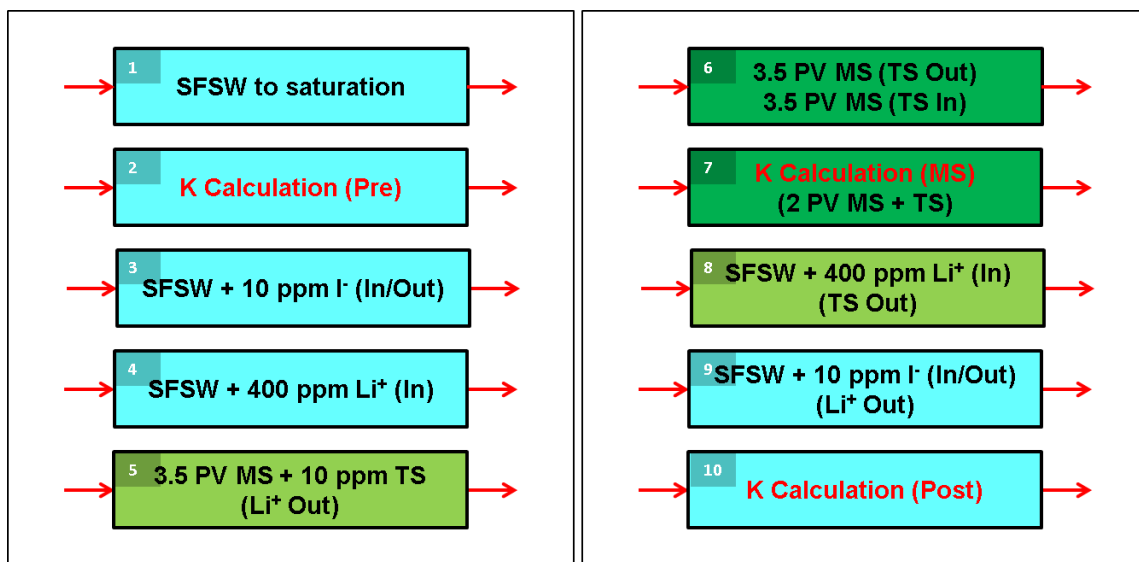 1
SFSW to saturation
2
K Calculation (Pre)
3
SFSW + 10 ppm I⁻ (In/Out)
4
SFSW + 400 ppm Li⁺ (In)
5
3.5 PV MS + 10 ppm TS
(Li⁺ Out)
6
3.5 PV MS (TS Out)
3.5 PV MS (TS In)
7
K Calculation (MS)
(2 PV MS + TS)
8
SFSW + 400 ppm Li⁺ (In)
(TS Out)
9
SFSW + 10 ppm I⁻ (In/Out)
(Li⁺ Out)
10
K Calculation (Post)